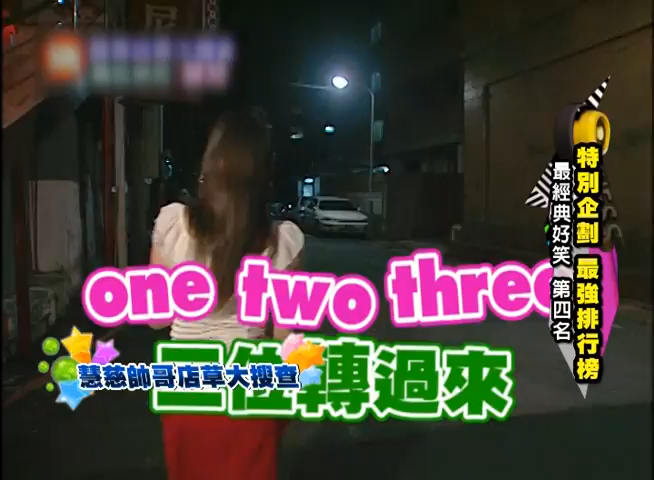 one two three
三位轉過來
慧慈帥哥店草大搜查
特別企劃 最強排行榜
最經典好笑 第四名